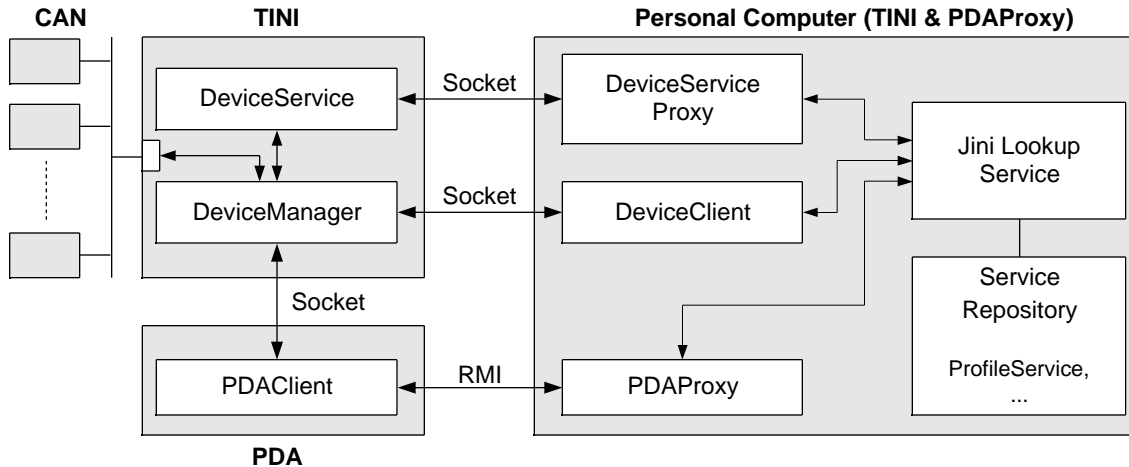 CAN
TINI
Personal Computer (TINI & PDAProxy)
DeviceService
Socket
DeviceService
Proxy
Jini Lookup
Service
DeviceManager
Socket
DeviceClient
Socket
Service
Repository
ProfileService,
...
PDAClient
RMI
PDAProxy
PDA